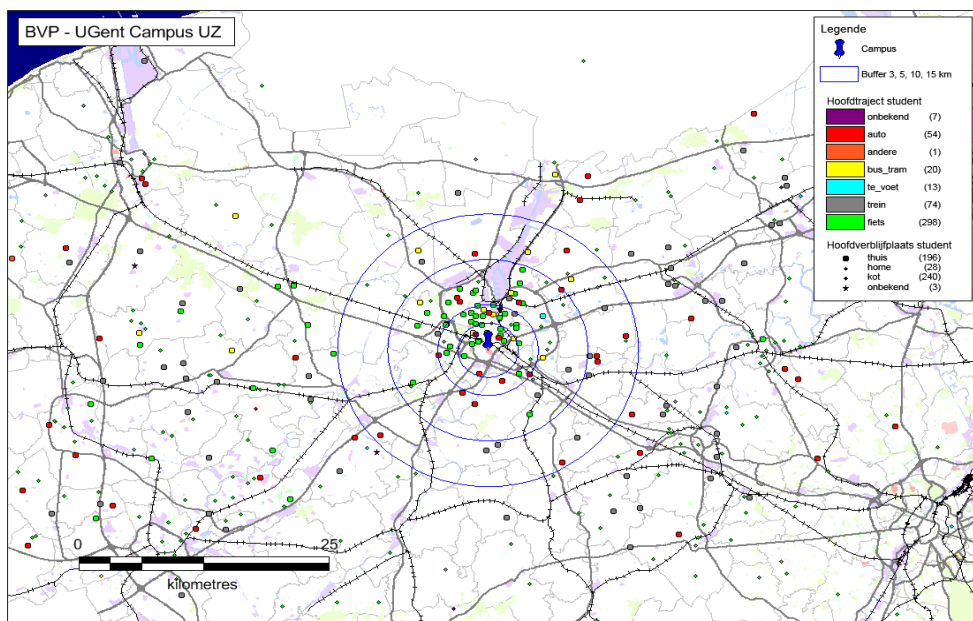 BVP - UGent Campus UZ
Legende
Campus
Buffer 3, 5, 10, 15 km
Hoofdtraject student
onbekend (7)
auto (54)
andere (1)
bus_tram (20)
te_voet (13)
trein (74)
fiets (298)
Hoofdverblijfplaats student
thuis (196)
home (28)
kot (240)
onbekend (3)
0 25
kilometres